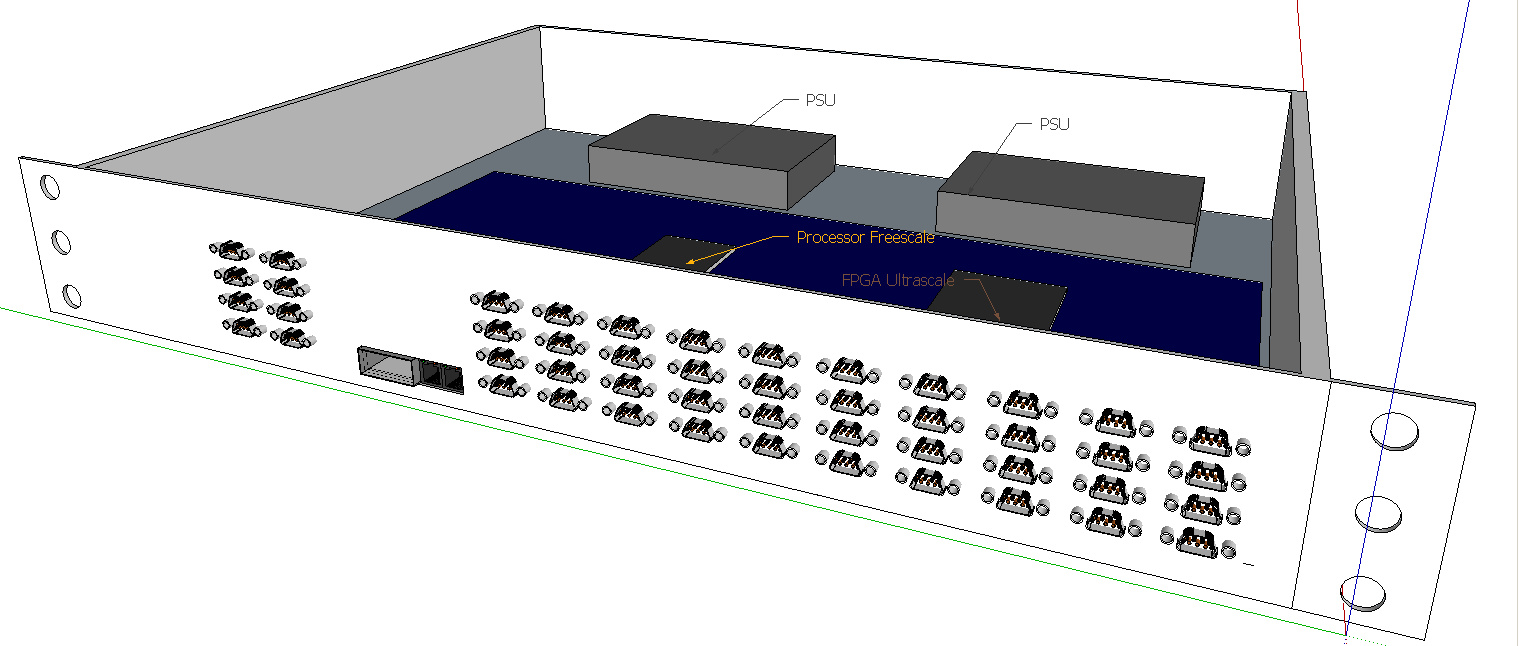 PSU
PSU
Processor Freescale
FPGA Ultrascale